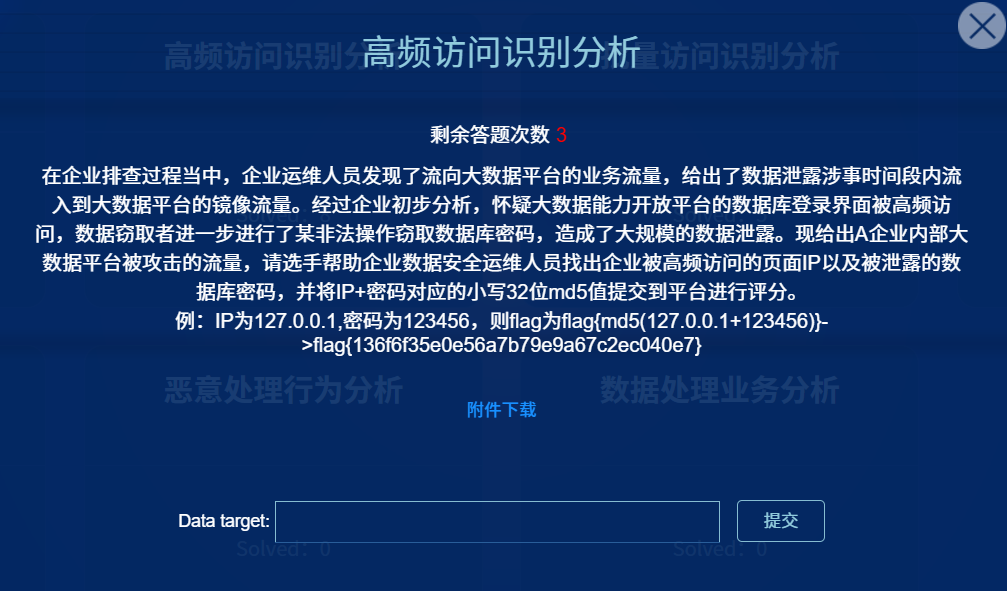 高频访问识别分析
高频访问识别分析
批量访问识别分析
剩余答题次数 3
在企业排查过程当中，企业运维人员发现了流向大数据平台的业务流量，给出了数据泄露涉事时间段内流
入到大数据平台的镜像流量。经过企业初步分析，怀疑大数据能力开放平台的数据库登录界面被高频访
问，数据窃取者进一步进行了某非法操作窃取数据库密码，造成了大规模的数据泄露。现给出A企业内部大
数据平台被攻击的流量，请选手帮助企业数据安全运维人员找出企业被高频访问的页面IP以及被泄露的数
据库密码，并将IP+密码对应的小写32位md5值提交到平台进行评分。
例：IP为127.0.0.1,密码为123456，则flag为flag{md5(127.0.0.1+123456)}-
>flag{136f6f35e0e56a7b79e9a67c2ec040e7}
恶意处理行为分析
数据处理业务分析
附件下载
Data target:
提交
Solved：0
Solved：0